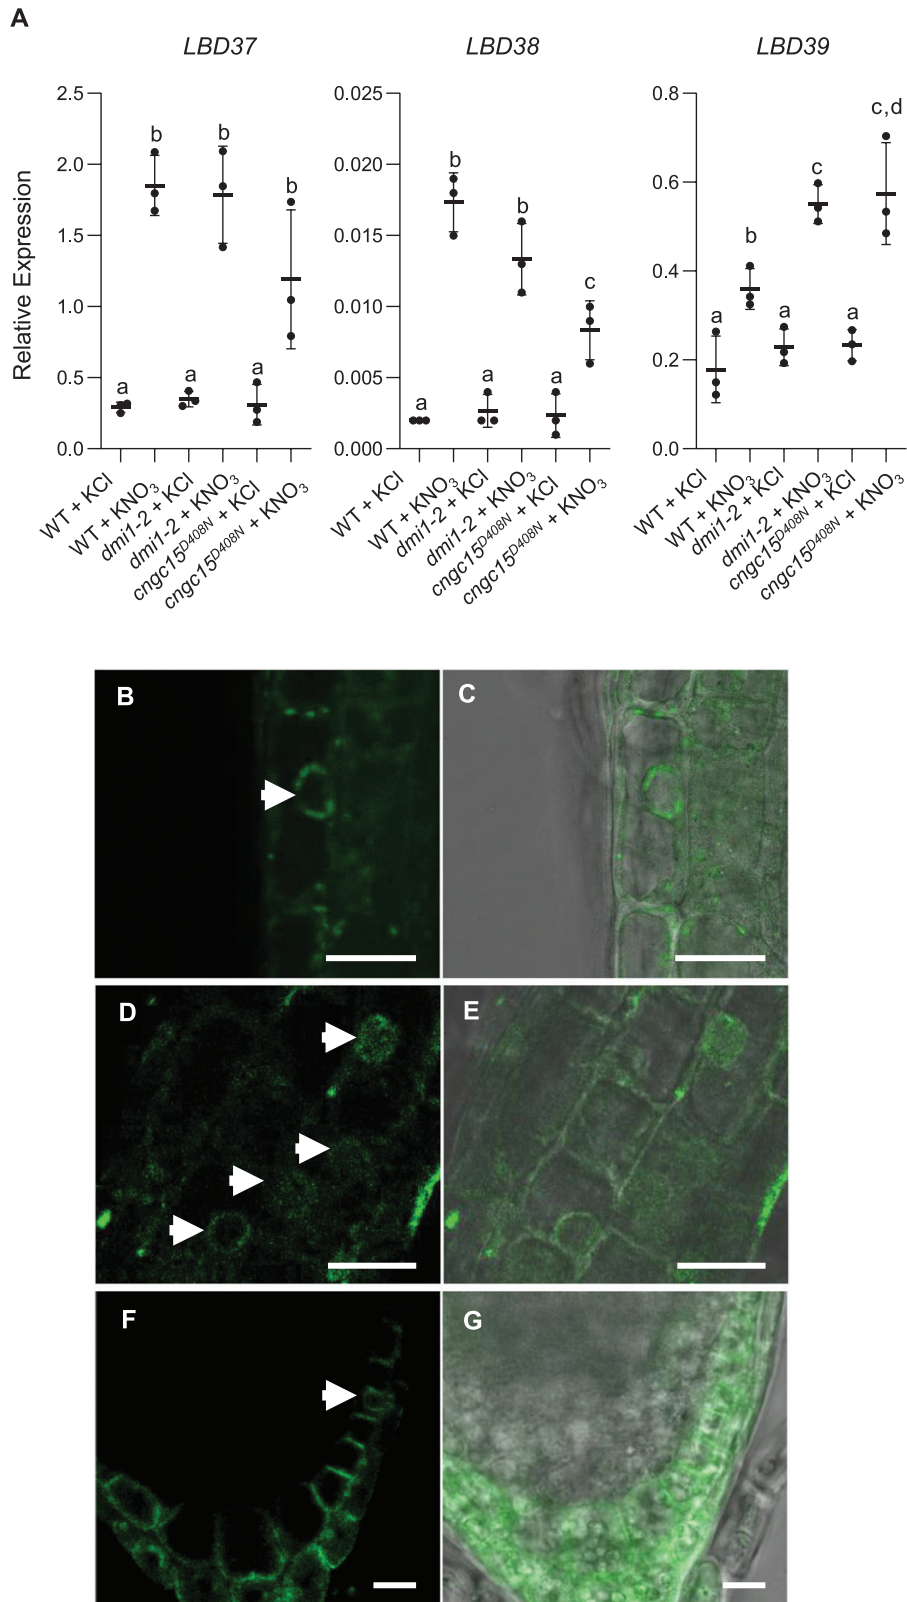 A
LBD37 LBD38 LBD39
Relative Expression
2.5
2.0
1.5
1.0
0.5
0.0
a b a b a b
WT + KCl
WT + KNO₃
dmi1-2 + KCl
dmi1-2 + KNO₃
cngc15ᴰ⁴⁰⁸ᴺ + KCl
cngc15ᴰ⁴⁰⁸ᴺ + KNO₃
0.025
0.020
0.015
0.010
0.005
0.000
a b a b a c
WT + KCl
WT + KNO₃
dmi1-2 + KCl
dmi1-2 + KNO₃
cngc15ᴰ⁴⁰⁸ᴺ + KCl
cngc15ᴰ⁴⁰⁸ᴺ + KNO₃
0.8
0.6
0.4
0.2
0.0
a b a c a c,d
WT + KCl
WT + KNO₃
dmi1-2 + KCl
dmi1-2 + KNO₃
cngc15ᴰ⁴⁰⁸ᴺ + KCl
cngc15ᴰ⁴⁰⁸ᴺ + KNO₃
B C
D E
F G